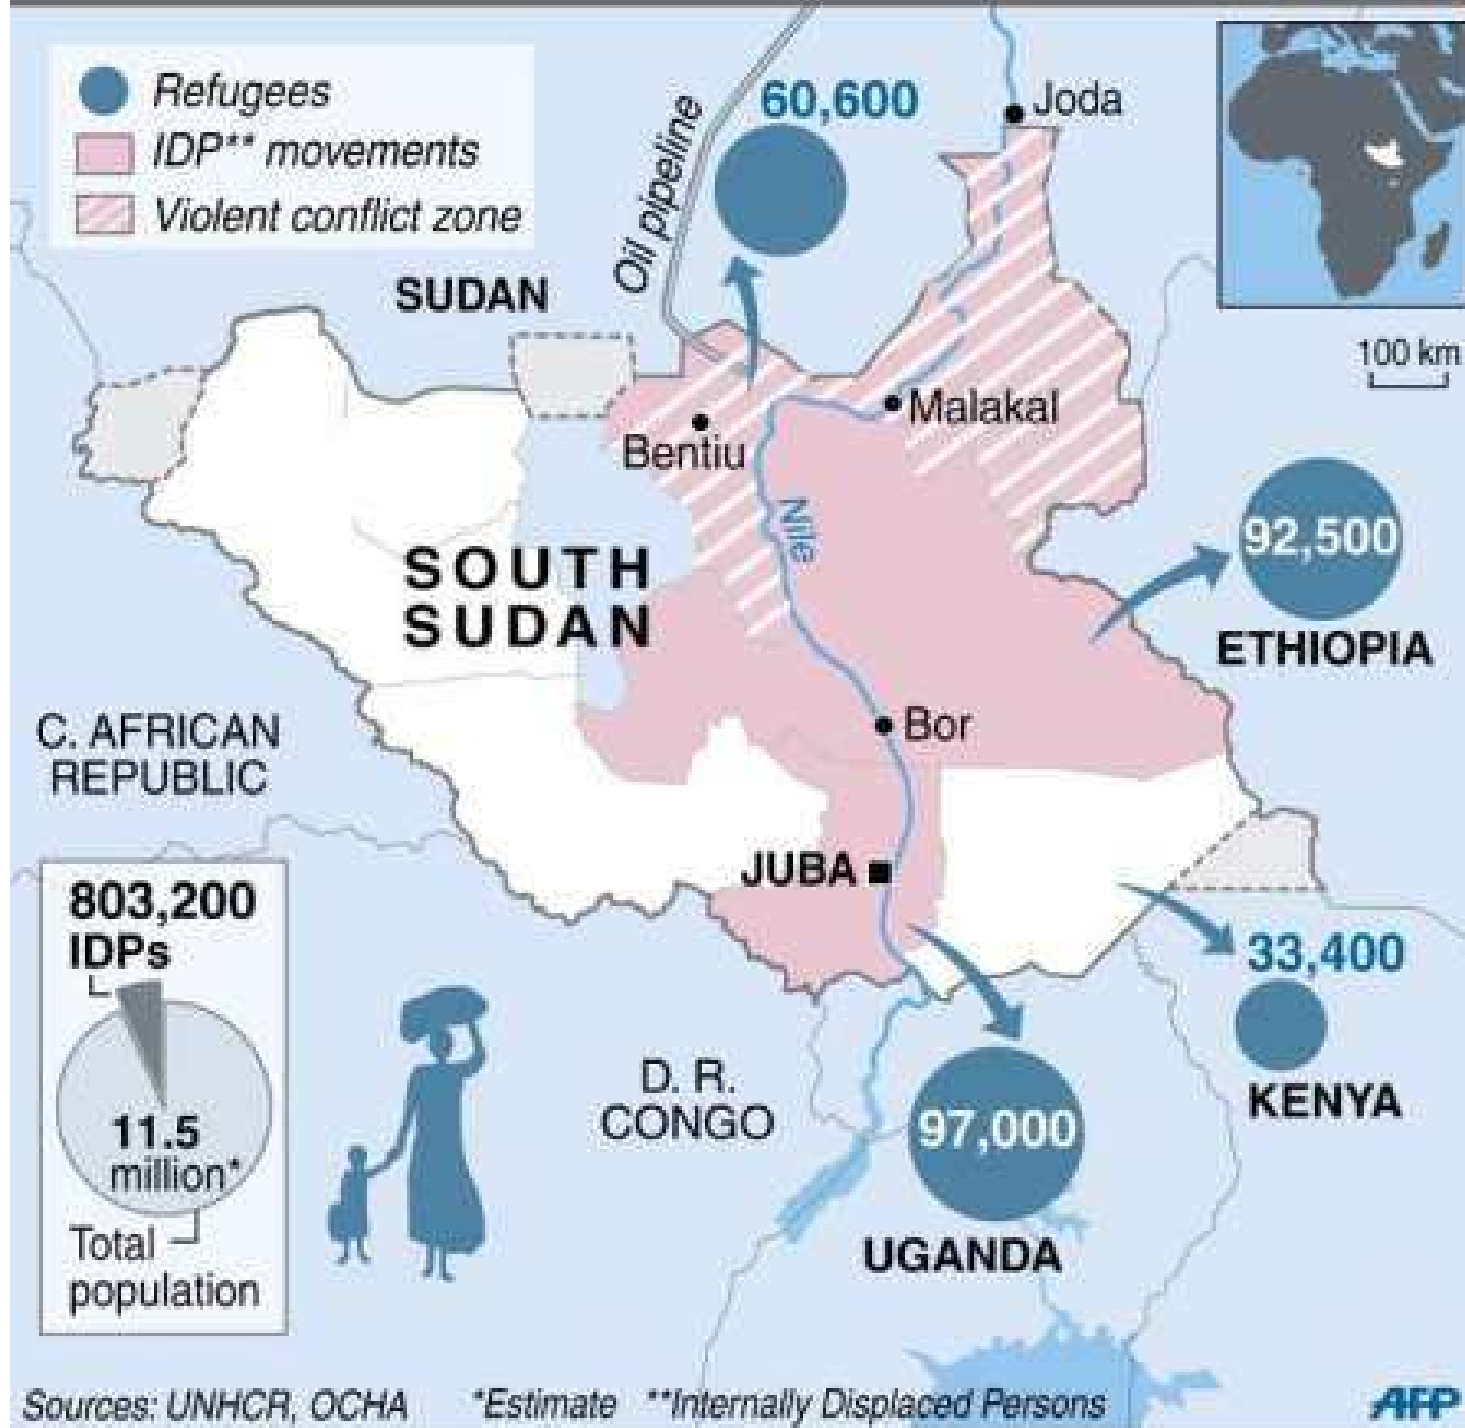 Refugees
IDP** movements
Violent conflict zone
Oil pipeline
60,600
Joda
SUDAN
100 km
Malakal
Bentiu
Nile
92,500
SOUTH
SUDAN
ETHIOPIA
Bor
C. AFRICAN
REPUBLIC
JUBA
803,200
IDPs
33,400
11.5
million*
Total
population
D. R.
CONGO
97,000
KENYA
UGANDA
Sources: UNHCR, OCHA *Estimate **Internally Displaced Persons
AFP